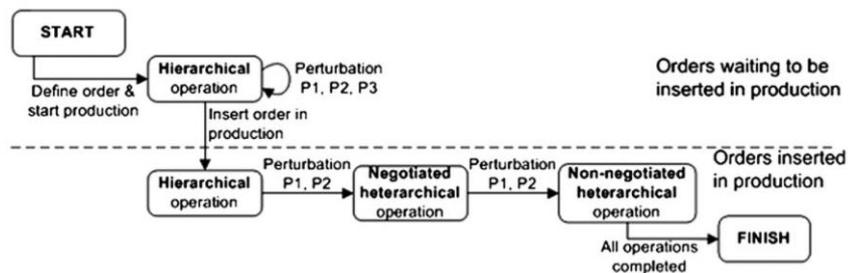 START
Define order &
start production
Hierarchical
operation
Perturbation
P1, P2, P3
Orders waiting to be
inserted in production
Insert order in
production
Orders inserted
in production
Hierarchical
operation
Perturbation
P1, P2
Negotiated
heterarchical
operation
Perturbation
P1, P2
Non-negotiated
heterarchical
operation
All operations
completed
FINISH